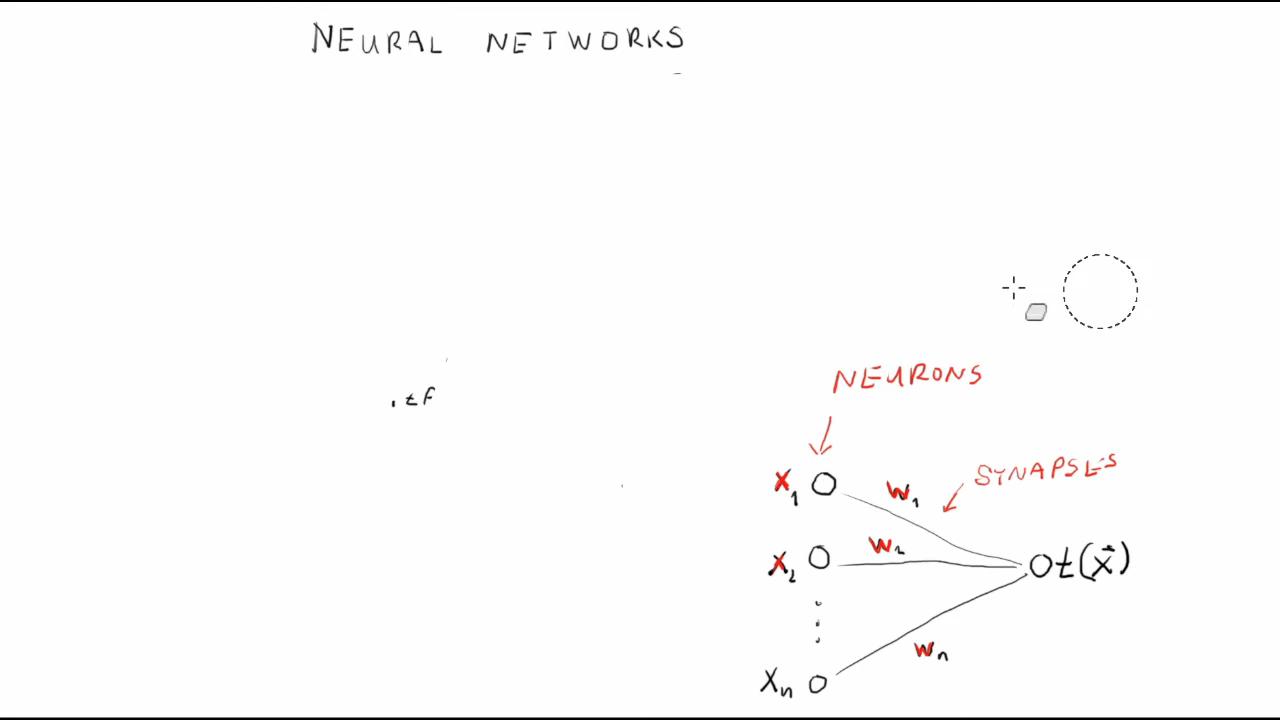 NEURAL NETWORKS
NEURONS
. t f
SYNAPSES
x₁ w₁
x₂ w₂
t(x⃗)
wₙ
xₙ